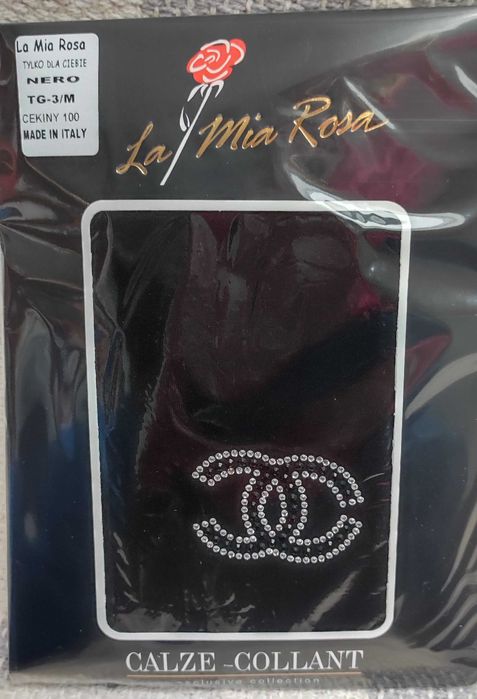 La Mia Rosa
TYLKO DLA CIEBIE
NERO
TG-3/M
CEKINY 100
MADE IN ITALY
La Mia Rosa
CALZE-COLLANT
exclusive collection